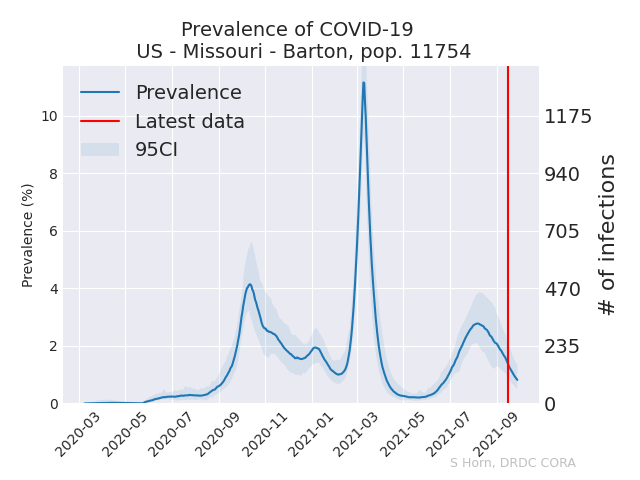 Prevalence of COVID-19
US - Missouri - Barton, pop. 11754
Prevalence
Latest data
95CI
Prevalence (%)
10
8
6
4
2
0
1175
940
705
470
235
0
# of infections
2020-03
2020-05
2020-07
2020-09
2020-11
2021-01
2021-03
2021-05
2021-07
2021-09
S Horn, DRDC CORA